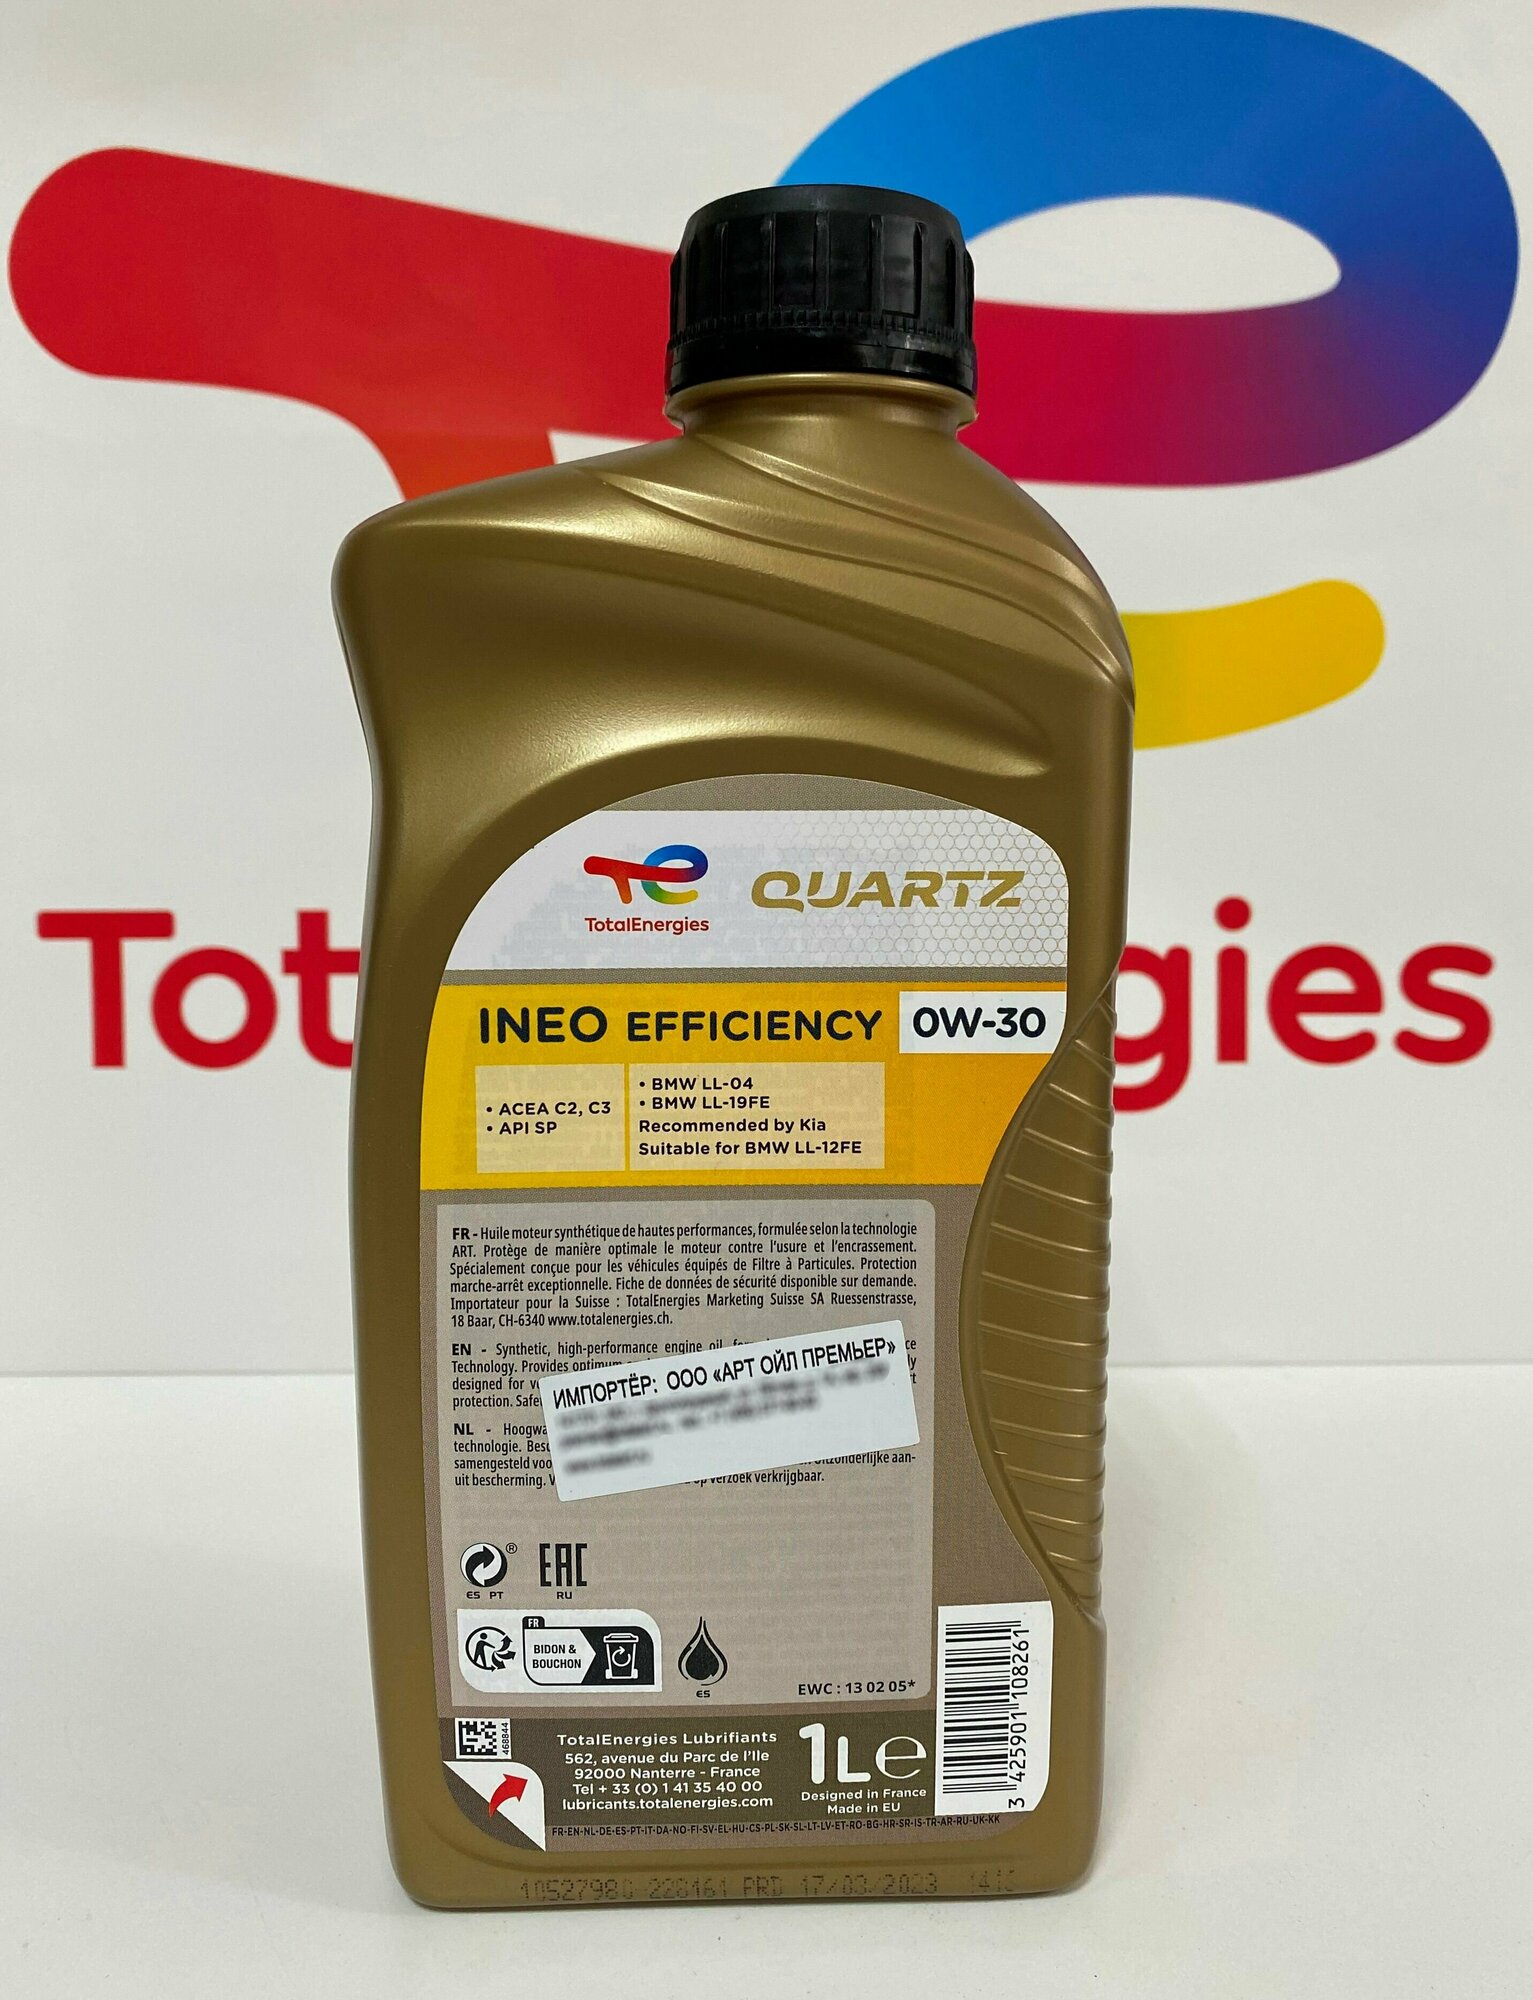 TotalEnergies
QUARTZ
INEO EFFICIENCY 0W-30
• ACEA C2, C3
• API SP
• BMW LL-04
• BMW LL-19FE
Recommended by Kia
Suitable for BMW LL-12FE
FR - Huile moteur synthétique de hautes performances, formulée selon la technologie
ART. Protège de manière optimale le moteur contre l'usure et l'encrassement.
Spécialement conçue pour les véhicules équipés de Filtre à Particules. Protection
marche-arrêt exceptionnelle. Fiche de données de sécurité disponible sur demande.
Importateur pour la Suisse : TotalEnergies Marketing Suisse SA Ruessenstrasse,
18 Baar, CH-6340 www.totalenergies.ch.
EN - Synthetic, high-performance engine oil,
Technology. Provides
designed for
protection.
ИМПОРТЁР: ООО «АРТ ОЙЛ ПРЕМЬЕР»
NL -
technologie.
samengesteld aan-
uit bescherming. verzoek verkrijgbaar.
®
ES PT
EAC
RU
FR
BIDON &
BOUCHON
ES
EWC : 13 02 05*
468844
TotalEnergies Lubrifiants
562, avenue du Parc de l'Ile
92000 Nanterre - France
Tel + 33 (0) 1 41 35 40 00
lubricants.totalenergies.com
1L e
Designed in France
Made in EU
3 425901 108261
FR-EN-NL-DE-ES-PT-IT-DA-NO-FI-SV-EL-HU-CS-PL-SK-SL-LT-LV-ET-RO-BG-HR-SR-IS-TR-AR-RU-UK-KK
228161 PRD 17/03/2023